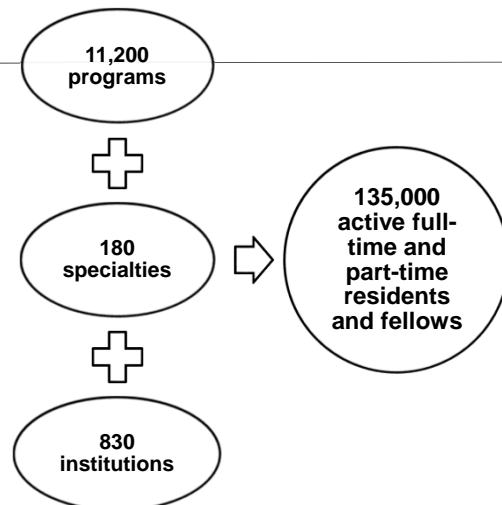 11,200
programs
180
specialties
830
institutions
135,000
active full-
time and
part-time
residents
and fellows